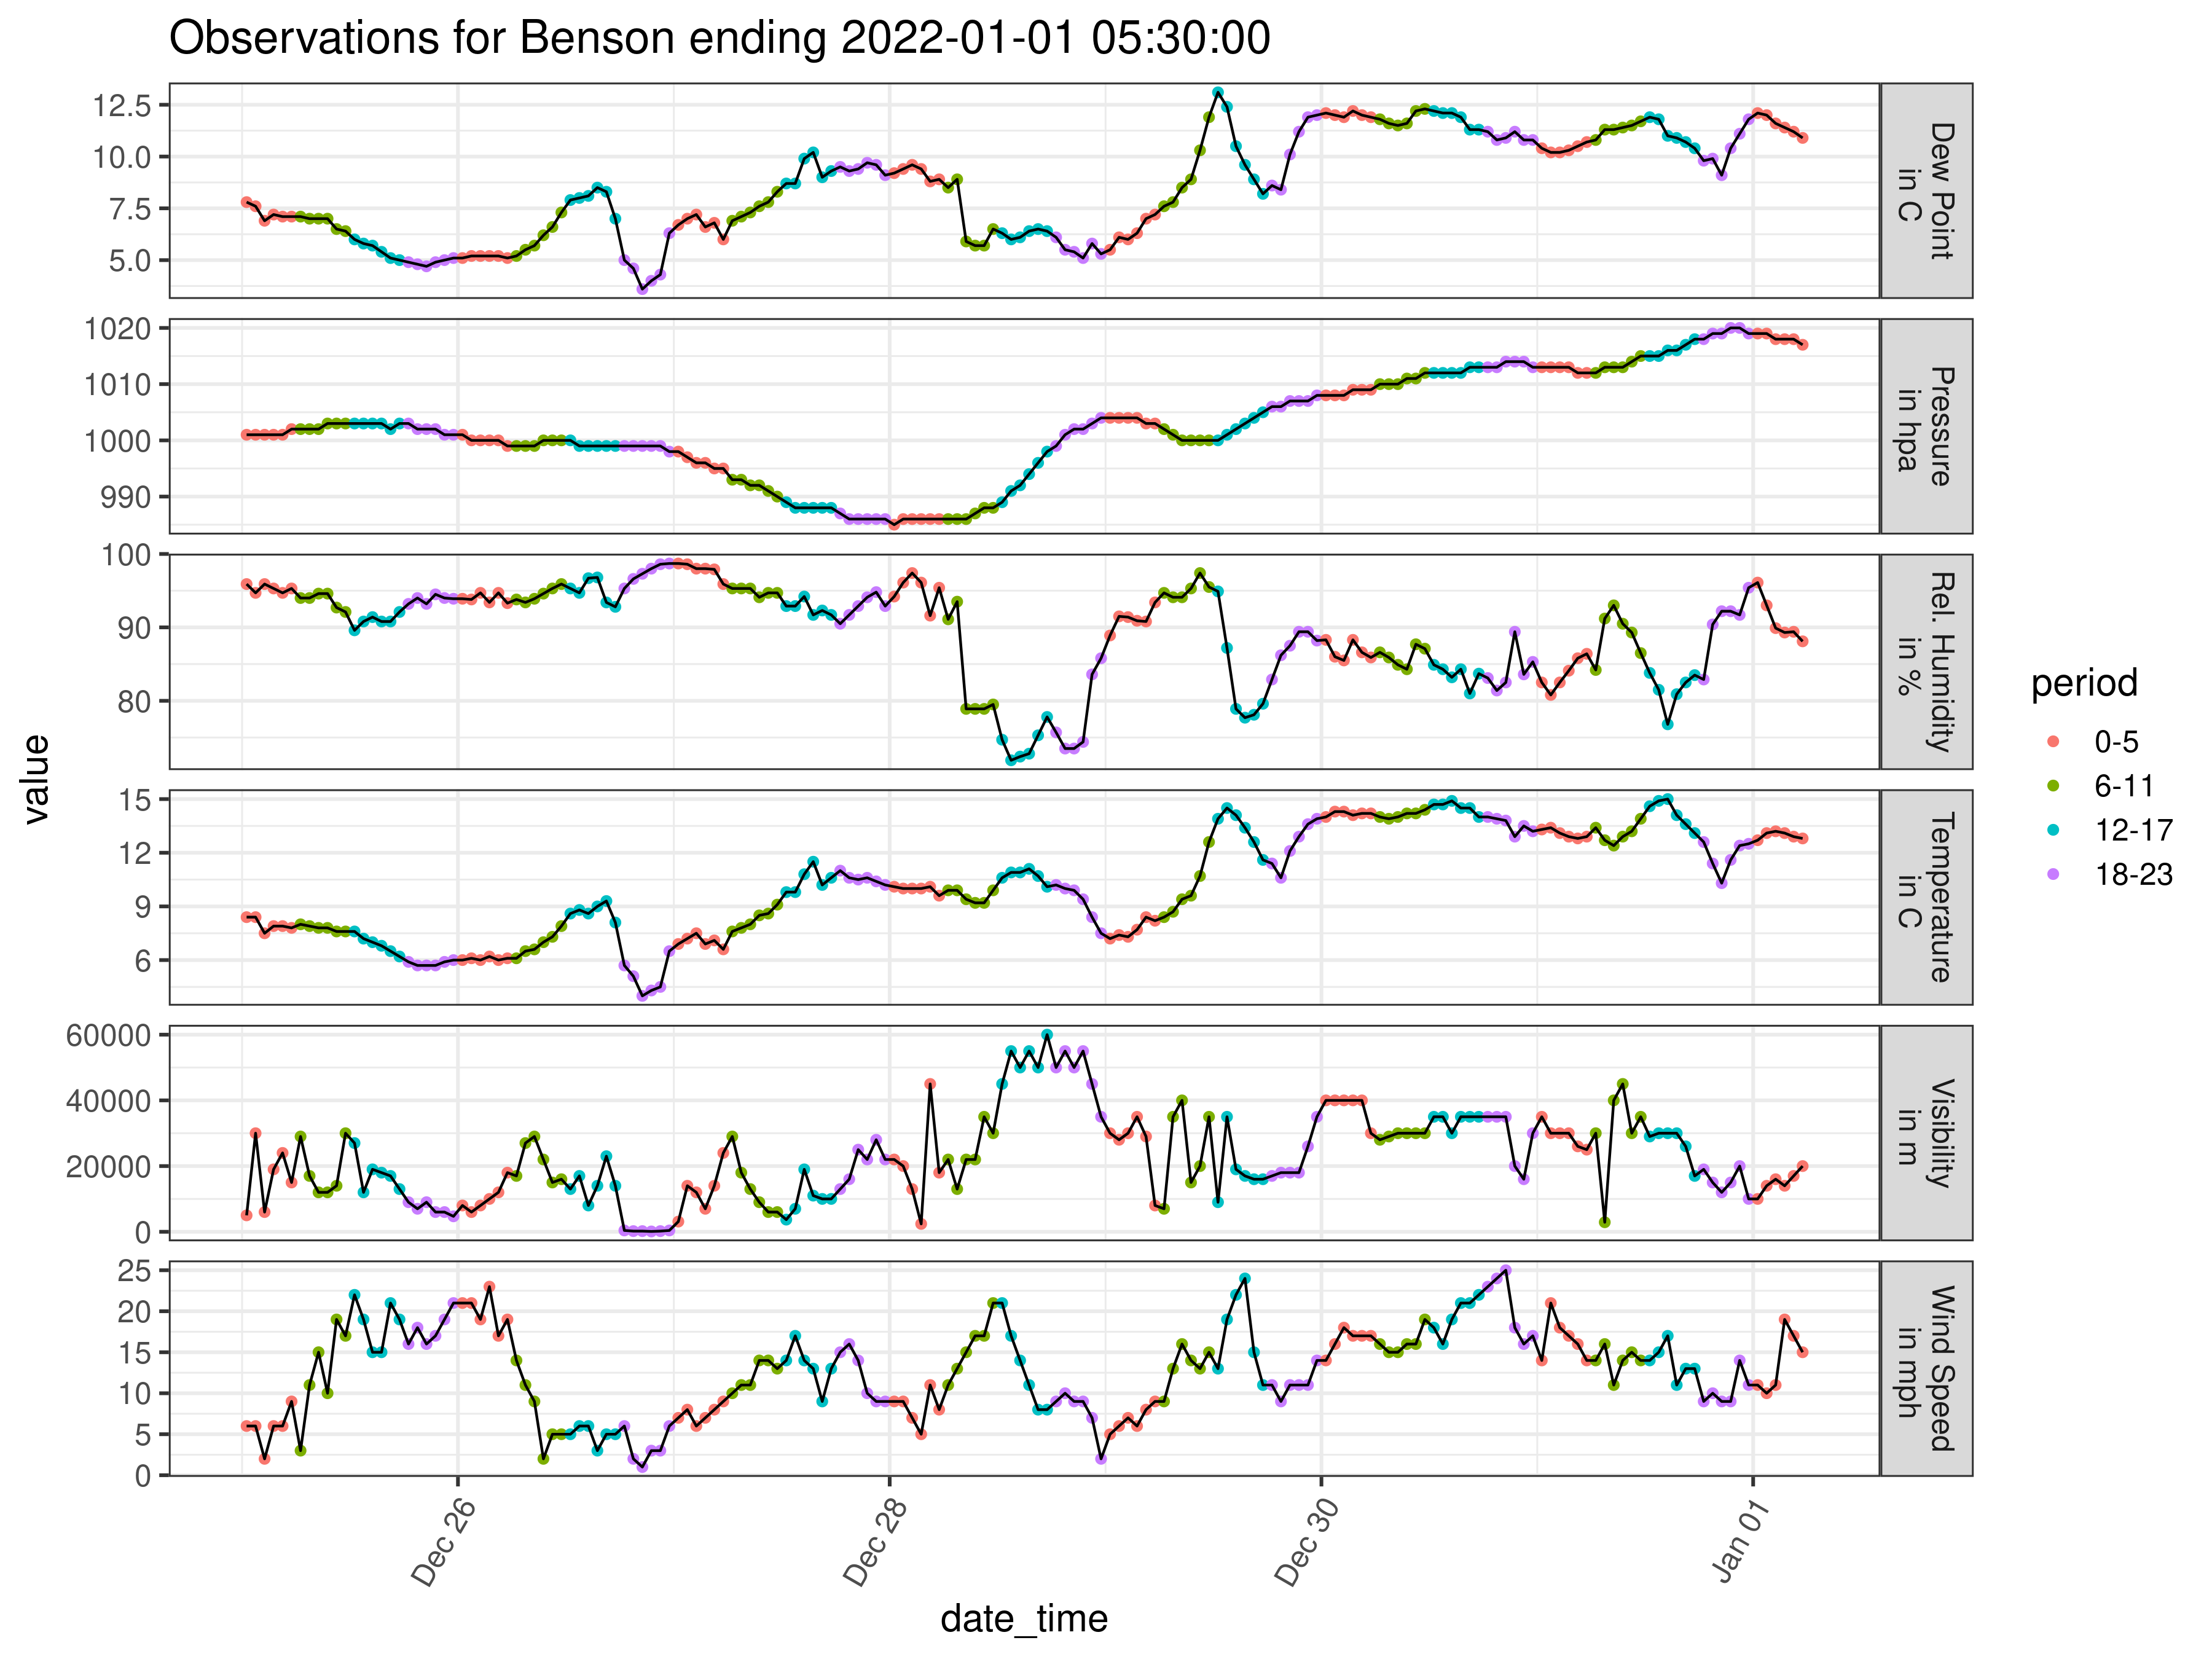 Observations for Benson ending 2022-01-01 05:30:00
12.5
10.0
7.5
5.0
Dew Point
in C
1020
1010
1000
990
Pressure
in hpa
100
90
80
Rel. Humidity
in %
15
12
9
6
Temperature
in C
60000
40000
20000
0
Visibility
in m
25
20
15
10
5
0
Wind Speed
in mph
value
Dec 26
Dec 28
Dec 30
Jan 01
date_time
period
0-5
6-11
12-17
18-23